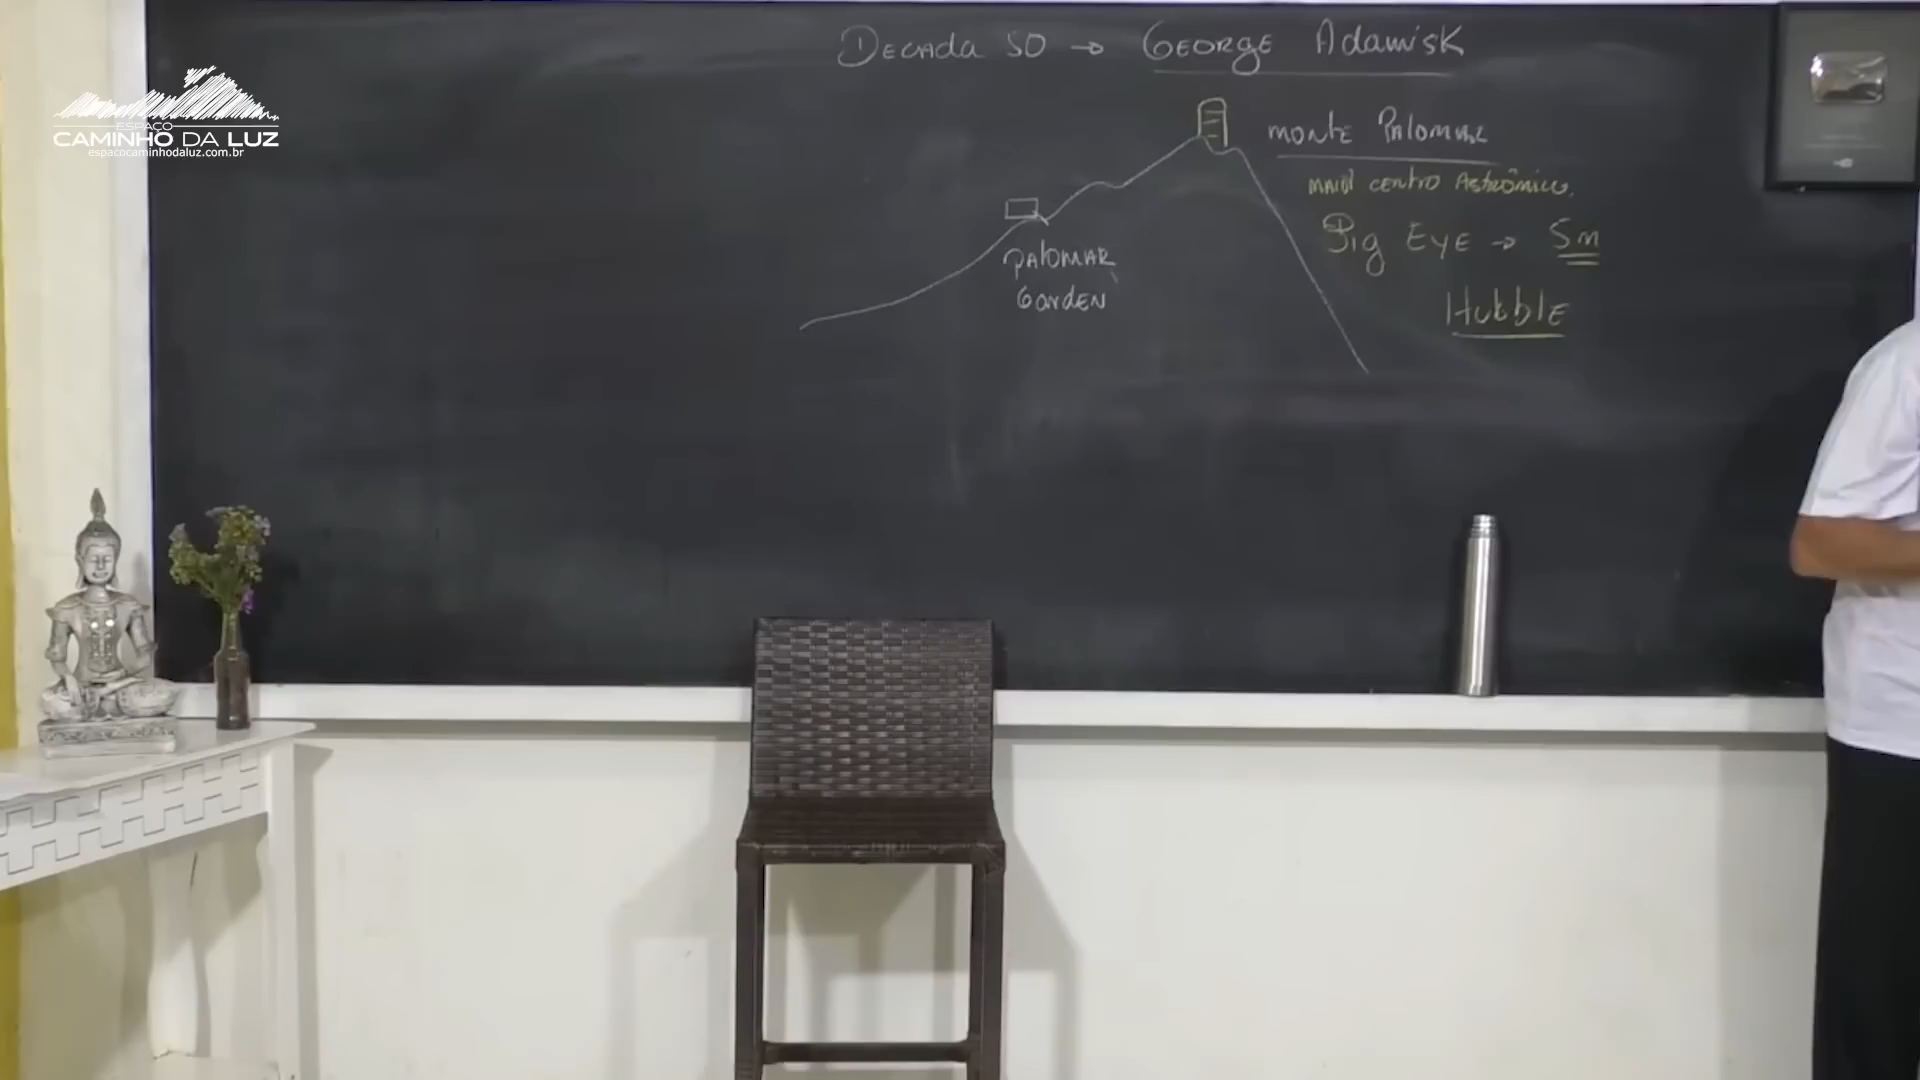 DECADA 50 → GEORGE Adamisk
ESPAÇO
CAMINHO DA LUZ
espacocaminhodaluz.com.br
monte Palomar
maior centro Astrômico.
Big EyE → 5m
Hubble
PALOMAR
GardEN